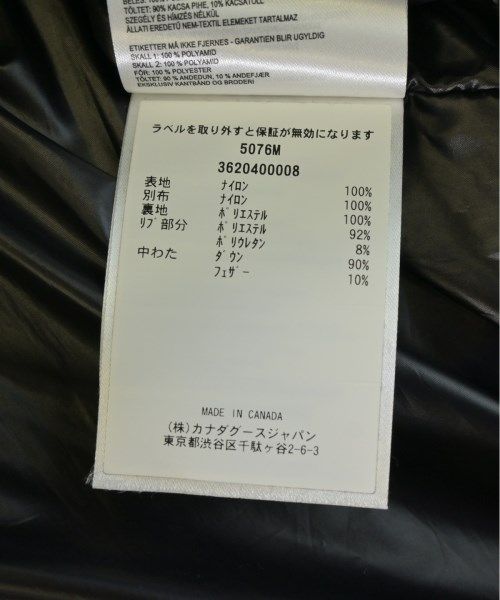 TÖLTET: 90% KACSA PIHE, 10% KACSATOLL
SZEGÉLY ÉS HÍMZÉS NÉLKÜL
ÁLLATI EREDETŰ NEM-TEXTIL ELEMEKET TARTALMAZ
ETIKETTER MÅ IKKE FJERNES - GARANTIEN BLIR UGYLDIG
SKALL 1: 100% POLYAMID
SKALL 2: 100% POLYAMID
FÔR: 100% POLYESTER
TÖLTET: 90% ANDEDUN, 10 % ANDEFJÆR
EKSKLUSIV KANTBÅND OG BRODERI
ラベルを取り外すと保証が無効になります
5076M
3620400008
表地 ナイロン 100%
別布 ナイロン 100%
裏地 ポリエステル 100%
リブ部分 ポリエステル 92%
ポリウレタン 8%
中わた ダウン 90%
フェザー 10%
MADE IN CANADA
(株)カナダグースジャパン
東京都渋谷区千駄ヶ谷2-6-3